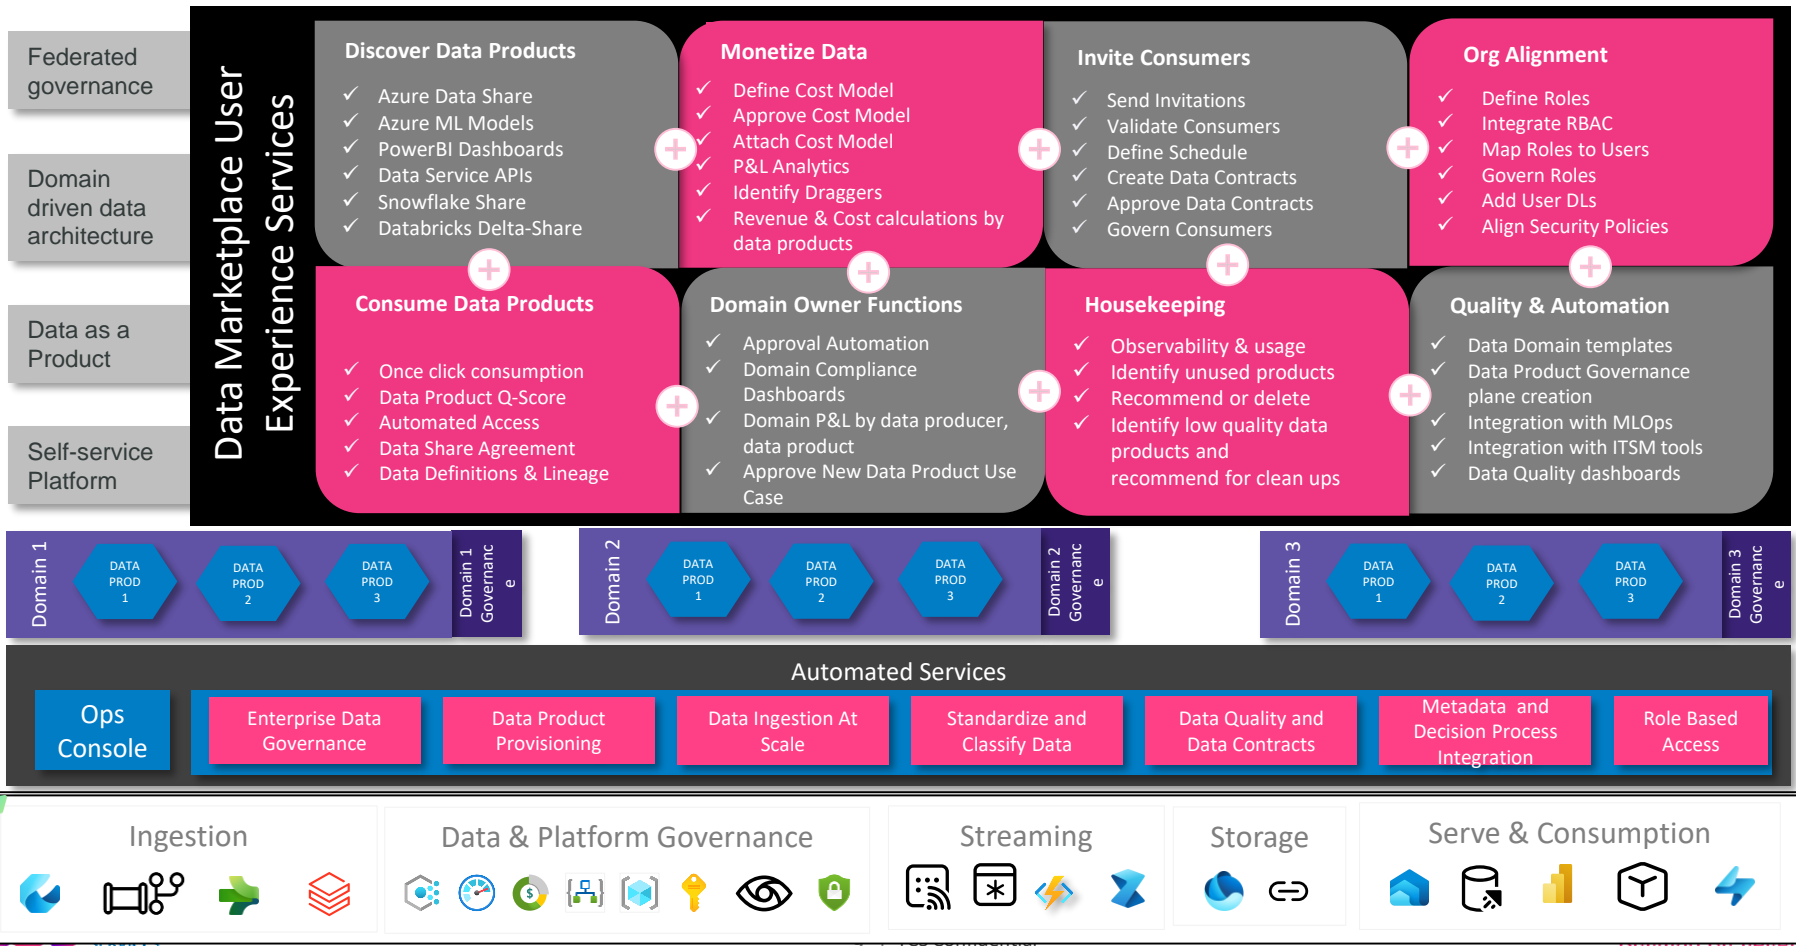 Federated
governance
Domain
driven data
architecture
Data as a
Product
Self-service
Platform
Data Marketplace User
Experience Services
Discover Data Products
Azure Data Share
Azure ML Models
PowerBI Dashboards
Data Service APIs
Snowflake Share
Databricks Delta-Share
Monetize Data
Define Cost Model
Approve Cost Model
Attach Cost Model
P&L Analytics
Identify Draggers
Revenue & Cost calculations by
data products
Invite Consumers
Send Invitations
Validate Consumers
Define Schedule
Create Data Contracts
Approve Data Contracts
Govern Consumers
Org Alignment
Define Roles
Integrate RBAC
Map Roles to Users
Govern Roles
Add User DLs
Align Security Policies
Consume Data Products
Once click consumption
Data Product Q-Score
Automated Access
Data Share Agreement
Data Definitions & Lineage
Domain Owner Functions
Approval Automation
Domain Compliance
Dashboards
Domain P&L by data producer,
data product
Approve New Data Product Use
Case
Housekeeping
Observability & usage
Identify unused products
Recommend or delete
Identify low quality data
products and
recommend for clean ups
Quality & Automation
Data Domain templates
Data Product Governance
plane creation
Integration with MLOps
Integration with ITSM tools
Data Quality dashboards
Domain 1
DATA
PROD
1
DATA
PROD
2
DATA
PROD
3
Domain 1
Governanc
e
Domain 2
DATA
PROD
1
DATA
PROD
2
DATA
PROD
3
Domain 2
Governanc
e
Domain 3
DATA
PROD
1
DATA
PROD
2
DATA
PROD
3
Domain 3
Governanc
e
Automated Services
Ops
Console
Enterprise Data
Governance
Data Product
Provisioning
Data Ingestion At
Scale
Standardize and
Classify Data
Data Quality and
Data Contracts
Metadata and
Decision Process
Integration
Role Based
Access
Ingestion
Data & Platform Governance
Streaming
Storage
Serve & Consumption